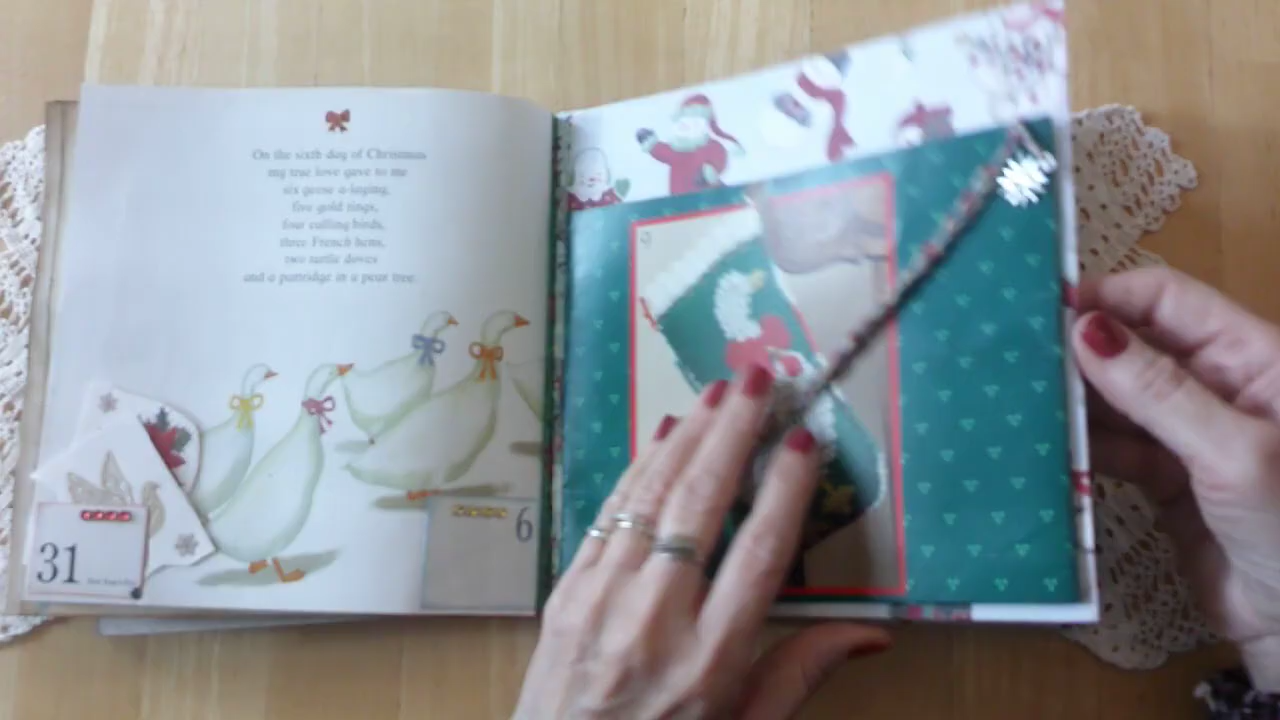 On the sixth day of Christmas
my true love gave to me
six geese a-laying,
five gold rings,
four calling birds,
three French hens,
two turtle doves
and a partridge in a pear tree.
31
6